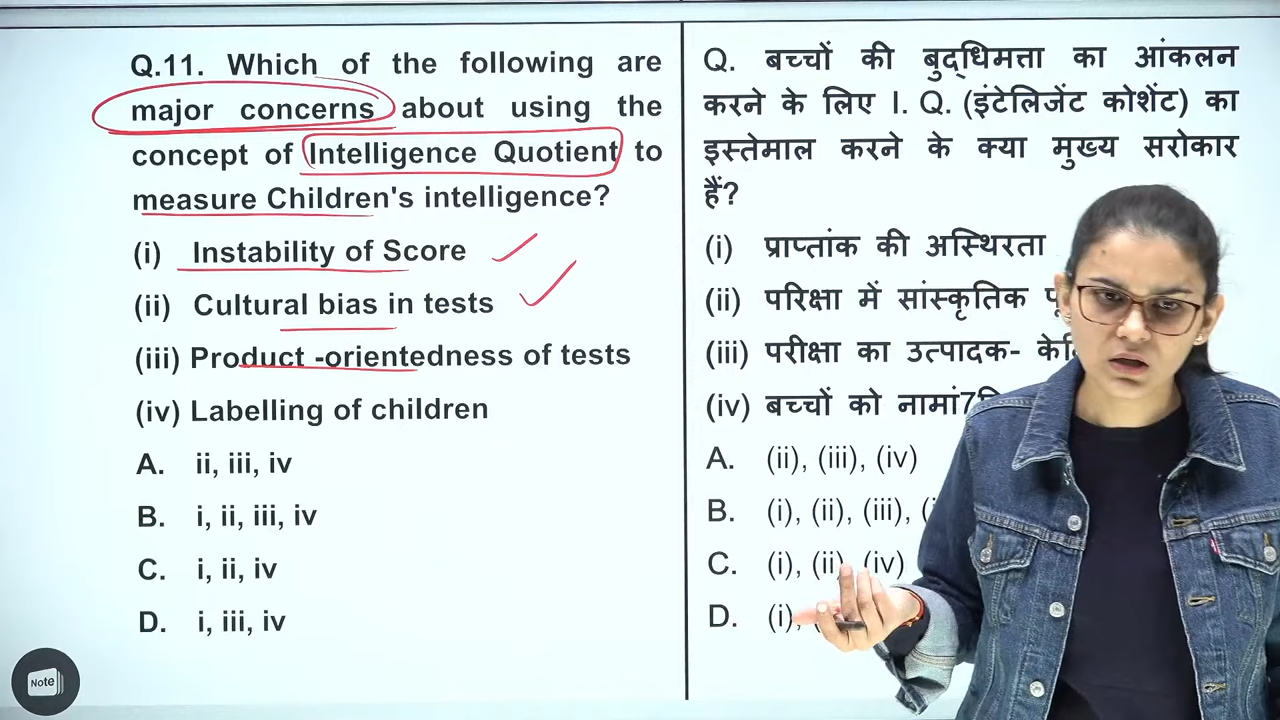 Q.11. Which of the following are
major concerns about using the
concept of Intelligence Quotient to
measure Children's intelligence?
(i) Instability of Score
(ii) Cultural bias in tests
(iii) Product -orientedness of tests
(iv) Labelling of children
A. ii, iii, iv
B. i, ii, iii, iv
C. i, ii, iv
D. i, iii, iv
Q. बच्चों की बुद्धिमत्ता का आंकलन
करने के लिए I. Q. (इंटेलिजेंट कोशेंट) का
इस्तेमाल करने के क्या मुख्य सरोकार
हैं?
(i) प्राप्तांक की अस्थिरता
(ii) परिक्षा में सांस्कृतिक
(iii) परीक्षा का उत्पादक-
(iv) बच्चों को
A. (ii), (iii), (iv)
B. (i), (ii), (iii),
C. (i), (ii), (iv)
D. (i),
Note